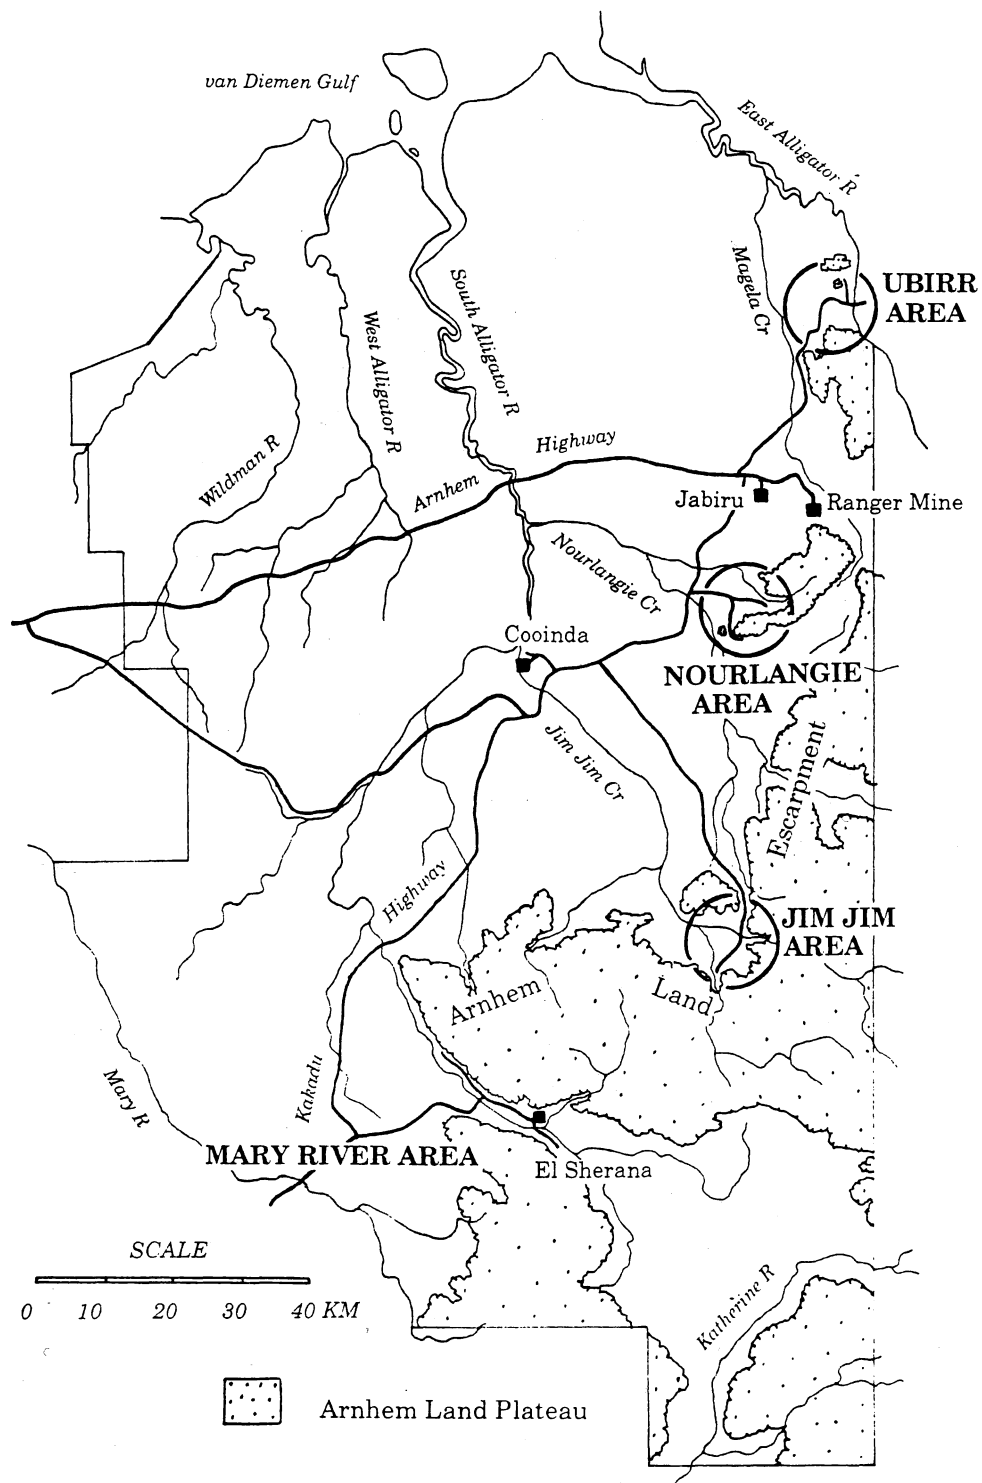 van Diemen Gulf
East Alligator R
Magela Cr
UBIRR
AREA
South Alligator R
West Alligator R
Wildman R
Arnhem
Highway
Jabiru
Ranger Mine
Nourlangie Cr
Cooinda
NOURLANGIE
AREA
Jim Jim Cr
Escarpment
Highway
JIM JIM
AREA
Arnhem
Land
Kakadu
Mary R
MARY RIVER AREA
El Sherana
SCALE
0 10 20 30 40 KM
Katherine R
Arnhem Land Plateau